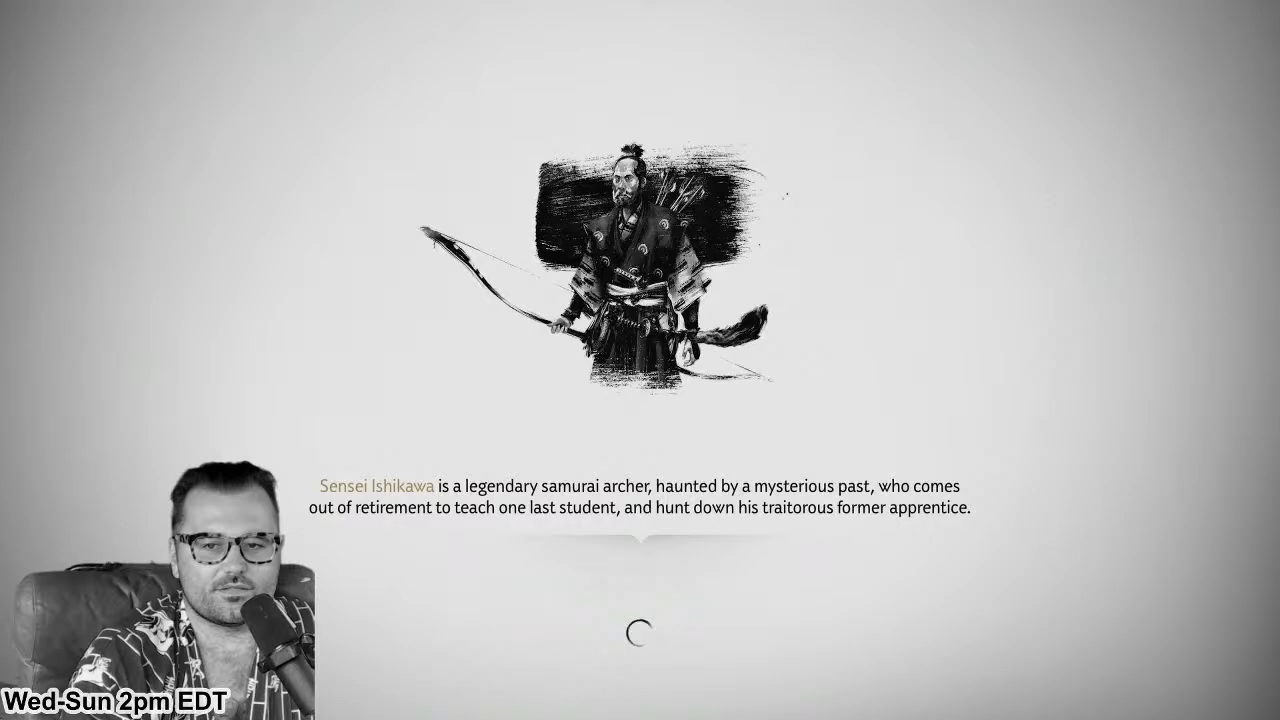 Sensei Ishikawa is a legendary samurai archer, haunted by a mysterious past, who comes
out of retirement to teach one last student, and hunt down his traitorous former apprentice.
Wed-Sun 2pm EDT